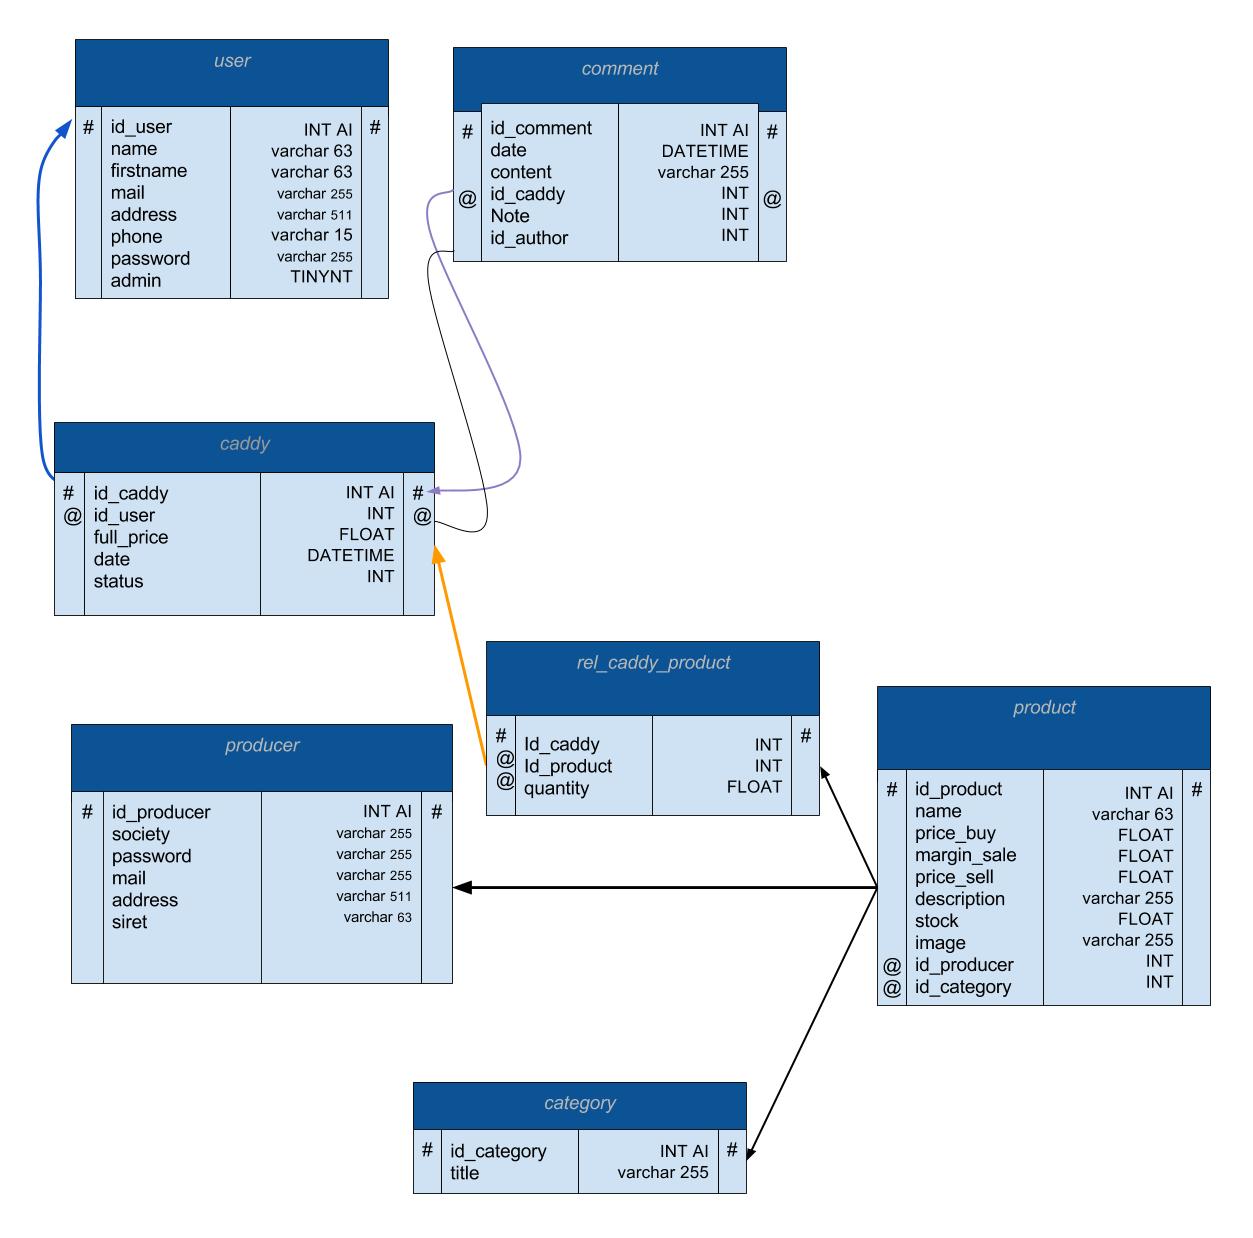 user
# id_user INT AI #
name varchar 63
firstname varchar 63
mail varchar 255
address varchar 511
phone varchar 15
password varchar 255
admin TINYNT
comment
# id_comment INT AI #
date DATETIME
content varchar 255
@ id_caddy INT @
Note INT
id_author INT
caddy
# id_caddy INT AI #
@ id_user INT @
full_price FLOAT
date DATETIME
status INT
rel_caddy_product
# #
@ Id_caddy INT
@ Id_product INT
quantity FLOAT
product
# id_product INT AI #
name varchar 63
price_buy FLOAT
margin_sale FLOAT
price_sell FLOAT
description varchar 255
stock FLOAT
image varchar 255
@ id_producer INT
@ id_category INT
producer
# id_producer INT AI #
society varchar 255
password varchar 255
mail varchar 255
address varchar 511
siret varchar 63
category
# id_category INT AI #
title varchar 255